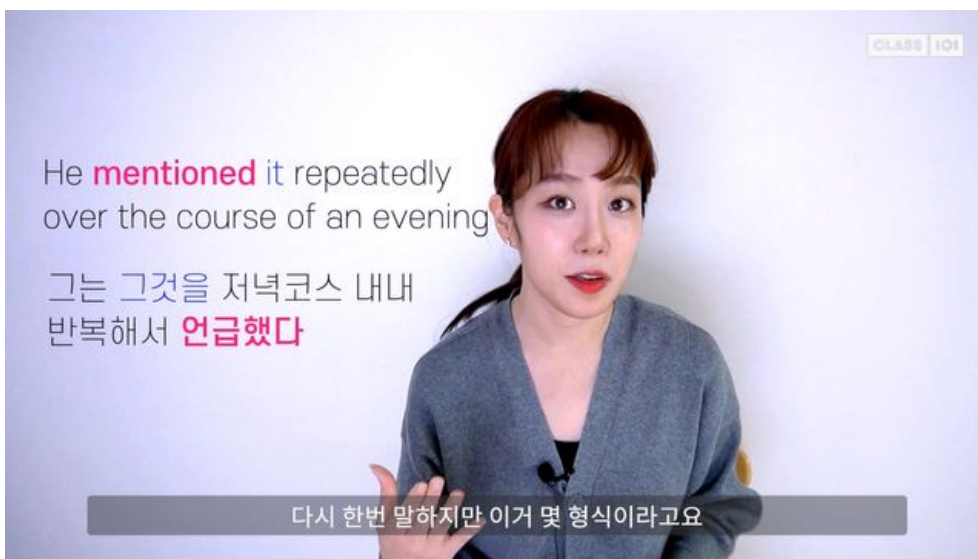 CLASS 101
He mentioned it repeatedly
over the course of an evening
그는 그것을 저녁코스 내내
반복해서 언급했다
다시 한번 말하지만 이거 몇 형식이라고요